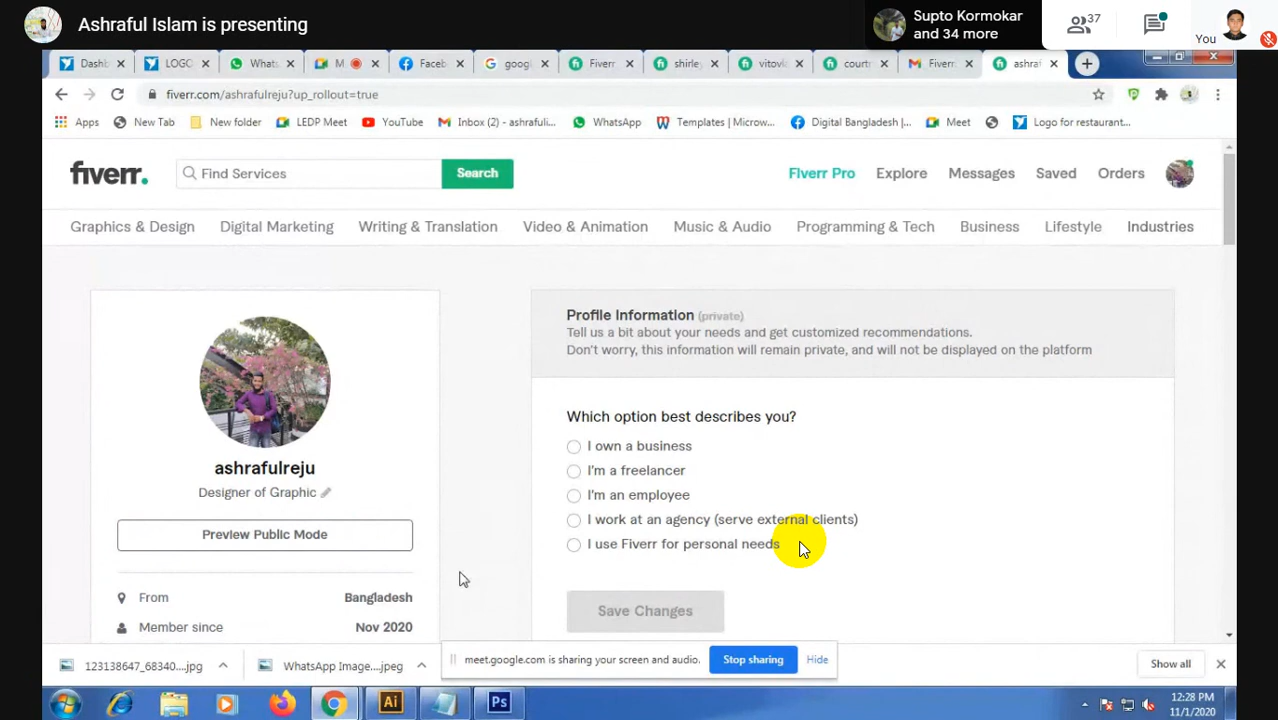 Ashraful Islam is presenting
Supto Kormokar
and 34 more
37
You
Dashb
LOGO
Whats
M
Faceb
Googl
Fiverr
shirle
vitovi
court
Fiverr
ashraf
fiverr.com/ashrafulreju?up_rollout=true
Apps
New Tab
New folder
LEDP Meet
YouTube
Inbox (2) - ashrafuli...
WhatsApp
Templates | Microw...
Digital Bangladesh |...
Meet
Logo for restaurant...
fiverr.
Find Services
Search
Fiverr Pro
Explore
Messages
Saved
Orders
Graphics & Design
Digital Marketing
Writing & Translation
Video & Animation
Music & Audio
Programming & Tech
Business
Lifestyle
Industries
ashrafulreju
Designer of Graphic
Preview Public Mode
From Bangladesh
Member since Nov 2020
Profile Information (private)
Tell us a bit about your needs and get customized recommendations.
Don't worry, this information will remain private, and will not be displayed on the platform
Which option best describes you?
I own a business
I'm a freelancer
I'm an employee
I work at an agency (serve external clients)
I use Fiverr for personal needs
Save Changes
meet.google.com is sharing your screen and audio.
Stop sharing
Hide
123138647_68340....jpg
WhatsApp Image....jpeg
Show all
Ai
Ps
12:28 PM
11/1/2020